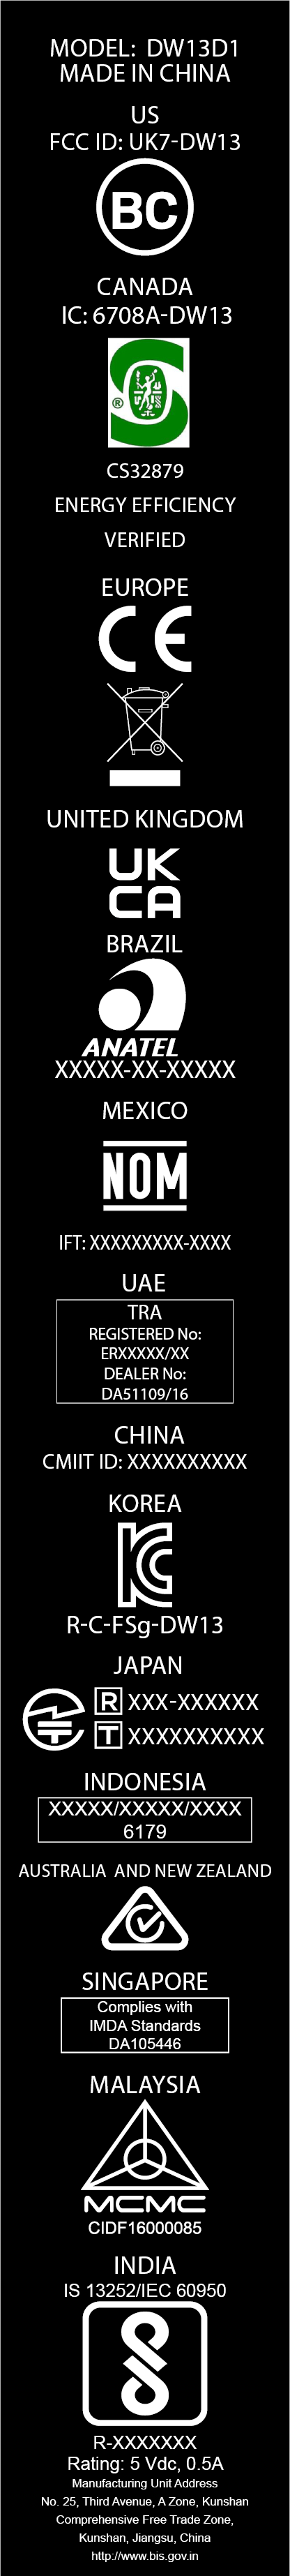 MODEL: DW13D1
MADE IN CHINA
US
FCC ID: UK7-DW13
BC
CANADA
IC: 6708A-DW13
S
®
CS32879
ENERGY EFFICIENCY
VERIFIED
EUROPE
CE
UNITED KINGDOM
UK
CA
BRAZIL
ANATEL
XXXXX-XX-XXXXX
MEXICO
NOM
IFT: XXXXXXXXX-XXXX
UAE
TRA
REGISTERED No:
ERXXXXX/XX
DEALER No:
DA51109/16
CHINA
CMIIT ID: XXXXXXXXXX
KOREA
R-C-FSg-DW13
JAPAN
R XXX-XXXXXX
T XXXXXXXXXX
INDONESIA
XXXXX/XXXXX/XXXX
6179
AUSTRALIA AND NEW ZEALAND
SINGAPORE
Complies with
IMDA Standards
DA105446
MALAYSIA
MCMC
CIDF16000085
INDIA
IS 13252/IEC 60950
R-XXXXXXX
Rating: 5 Vdc, 0.5A
Manufacturing Unit Address
No. 25, Third Avenue, A Zone, Kunshan
Comprehensive Free Trade Zone,
Kunshan, Jiangsu, China
http://www.bis.gov.in